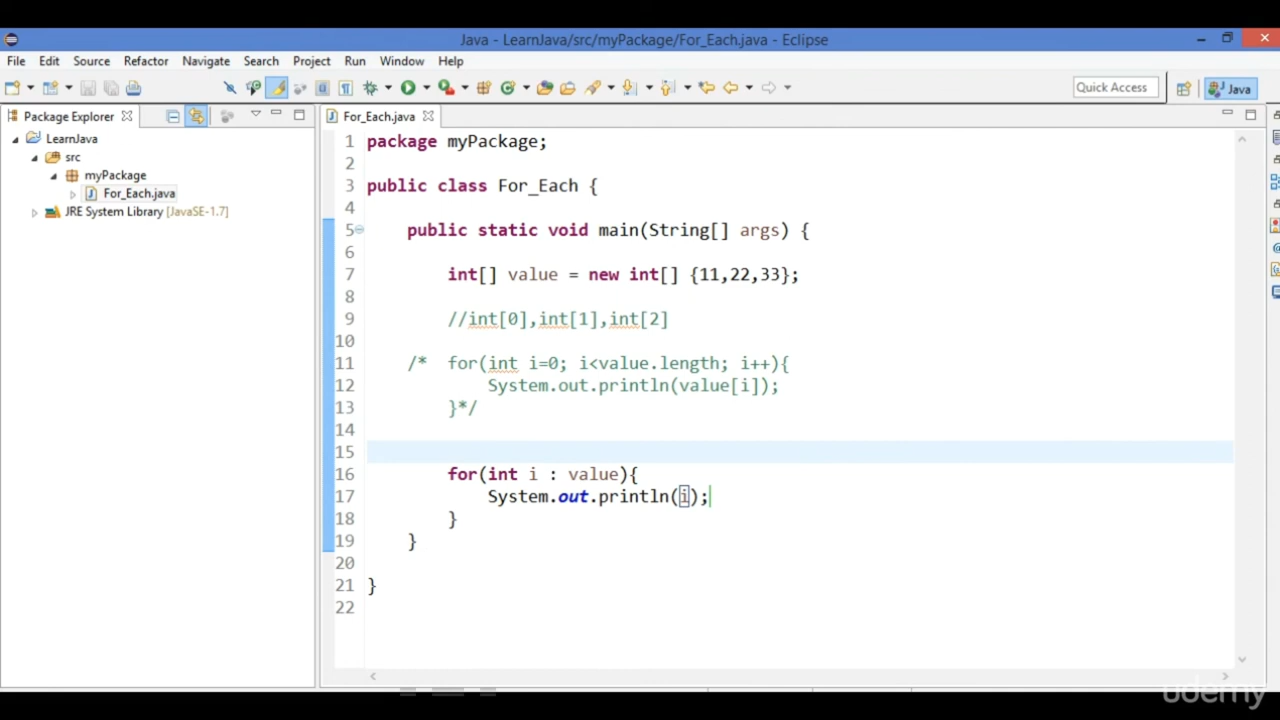 Java - LearnJava/src/myPackage/For_Each.java - Eclipse
File Edit Source Refactor Navigate Search Project Run Window Help
Quick Access
Java
Package Explorer
LearnJava
src
myPackage
For_Each.java
JRE System Library [JavaSE-1.7]
For_Each.java
1 package myPackage;
2
3 public class For_Each {
4
5 public static void main(String[] args) {
6
7 int[] value = new int[] {11,22,33};
8
9 //int[0],int[1],int[2]
10
11 /* for(int i=0; i<value.length; i++){
12 System.out.println(value[i]);
13 }*/
14
15
16 for(int i : value){
17 System.out.println(i);
18 }
19 }
20
21 }
22
udemy